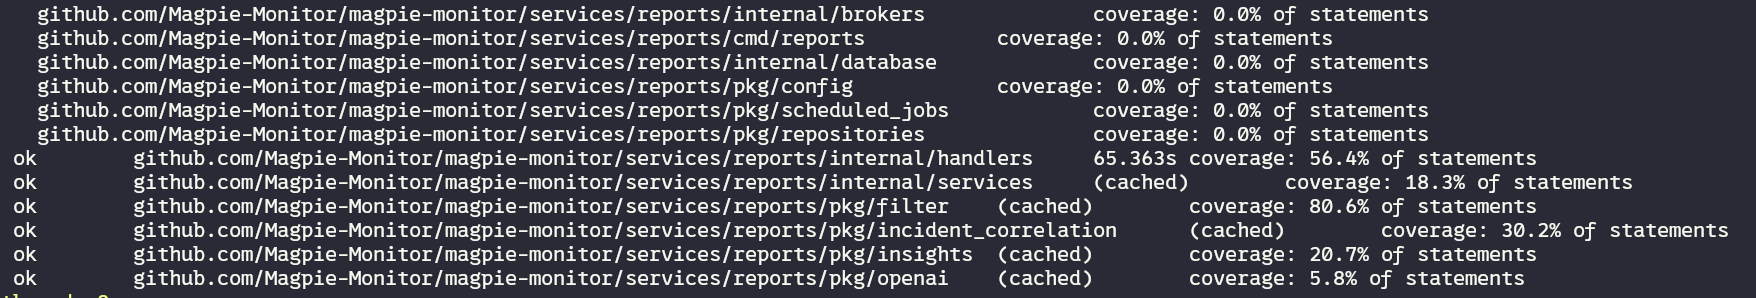 github.com/Magpie-Monitor/magpie-monitor/services/reports/internal/brokers coverage: 0.0% of statements
github.com/Magpie-Monitor/magpie-monitor/services/reports/cmd/reports coverage: 0.0% of statements
github.com/Magpie-Monitor/magpie-monitor/services/reports/internal/database coverage: 0.0% of statements
github.com/Magpie-Monitor/magpie-monitor/services/reports/pkg/config coverage: 0.0% of statements
github.com/Magpie-Monitor/magpie-monitor/services/reports/pkg/scheduled_jobs coverage: 0.0% of statements
github.com/Magpie-Monitor/magpie-monitor/services/reports/pkg/repositories coverage: 0.0% of statements
ok github.com/Magpie-Monitor/magpie-monitor/services/reports/internal/handlers 65.363s coverage: 56.4% of statements
ok github.com/Magpie-Monitor/magpie-monitor/services/reports/internal/services (cached) coverage: 18.3% of statements
ok github.com/Magpie-Monitor/magpie-monitor/services/reports/pkg/filter (cached) coverage: 80.6% of statements
ok github.com/Magpie-Monitor/magpie-monitor/services/reports/pkg/incident_correlation (cached) coverage: 30.2% of statements
ok github.com/Magpie-Monitor/magpie-monitor/services/reports/pkg/insights (cached) coverage: 20.7% of statements
ok github.com/Magpie-Monitor/magpie-monitor/services/reports/pkg/openai (cached) coverage: 5.8% of statements